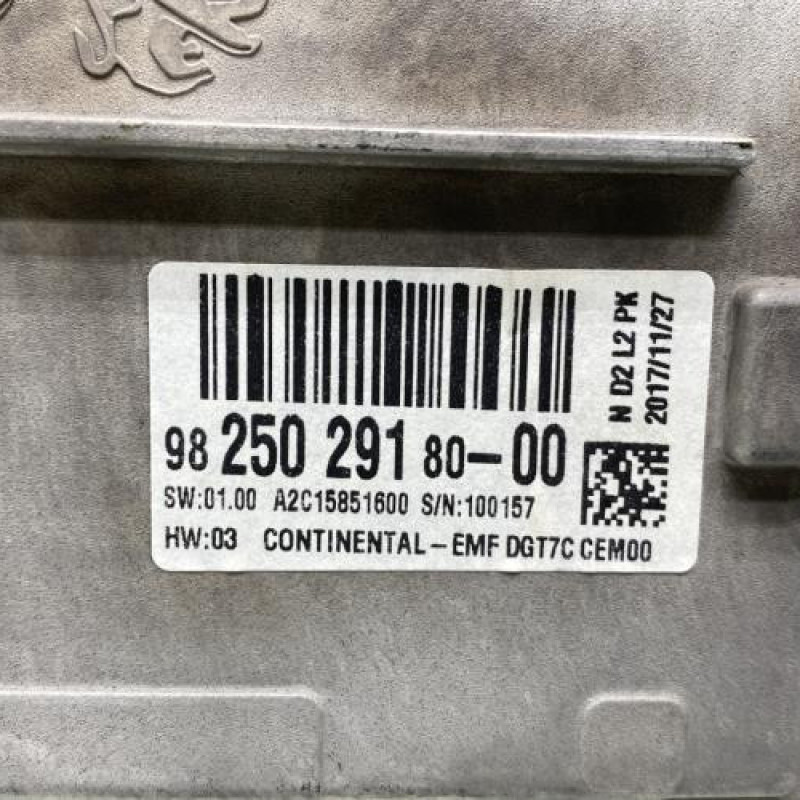 98 250 291 80-00
SW:01.00 A2C15851600 S/N:100157
HW:03 CONTINENTAL-EMF DGT7C CEM00
N D2 L2 PK
2017/11/27